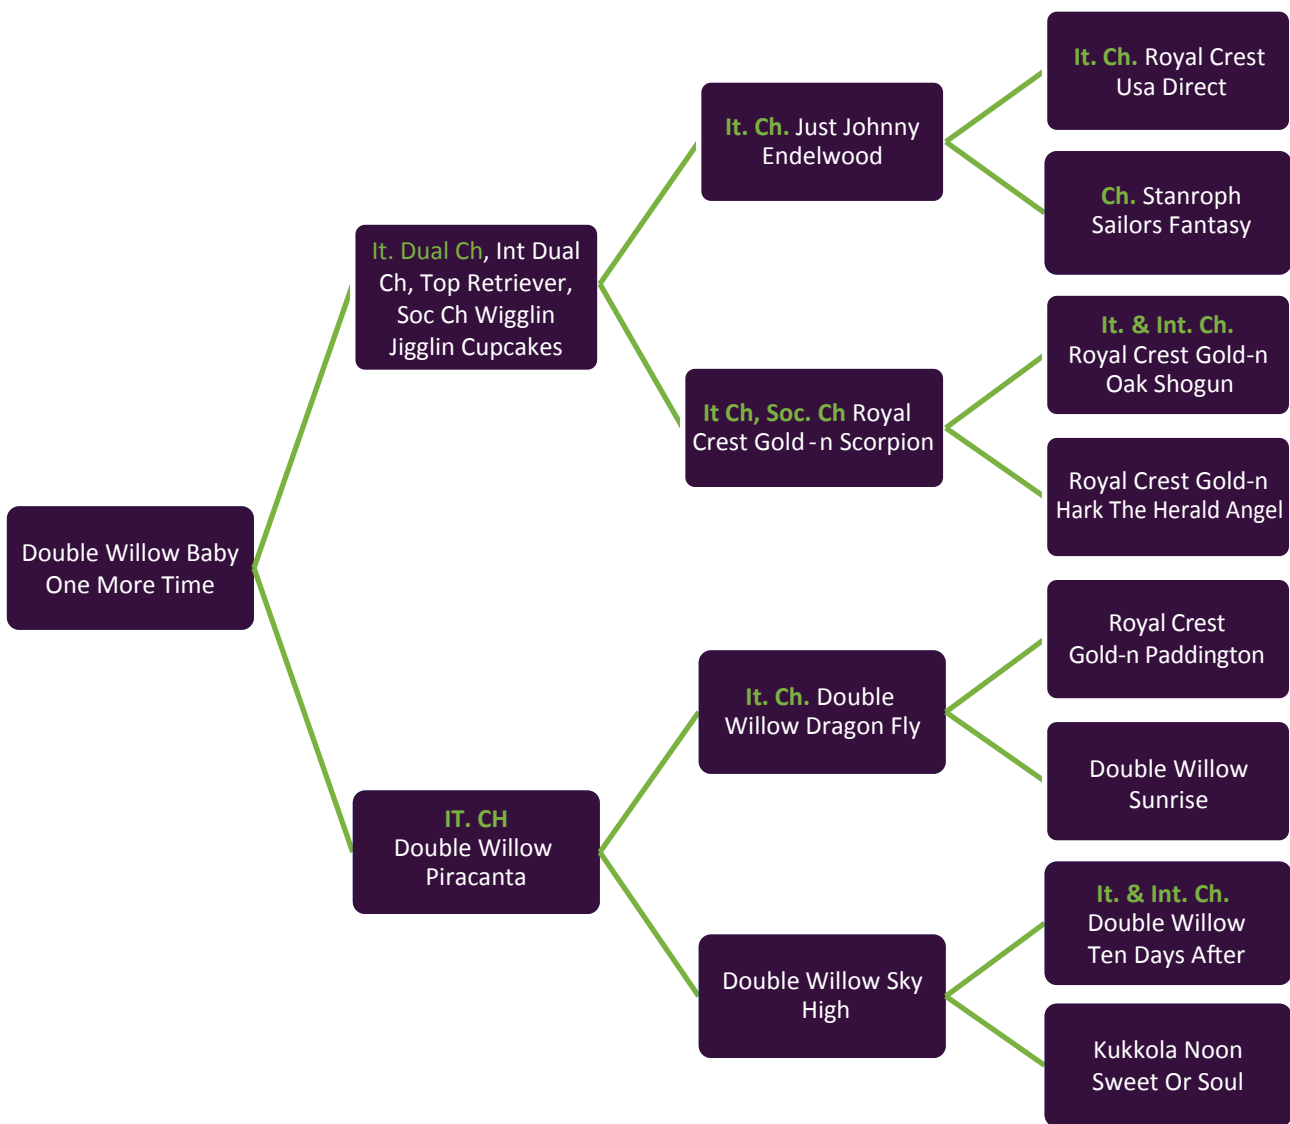 Double Willow Baby
One More Time
It. Dual Ch, Int Dual
Ch, Top Retriever,
Soc Ch Wigglin
Jigglin Cupcakes
IT. CH
Double Willow
Piracanta
It. Ch. Just Johnny
Endelwood
It Ch, Soc. Ch Royal
Crest Gold-n Scorpion
It. Ch. Double
Willow Dragon Fly
Double Willow Sky
High
It. Ch. Royal Crest
Usa Direct
Ch. Stanroph
Sailors Fantasy
It. & Int. Ch.
Royal Crest Gold-n
Oak Shogun
Royal Crest Gold-n
Hark The Herald Angel
Royal Crest
Gold-n Paddington
Double Willow
Sunrise
It. & Int. Ch.
Double Willow
Ten Days After
Kukkola Noon
Sweet Or Soul